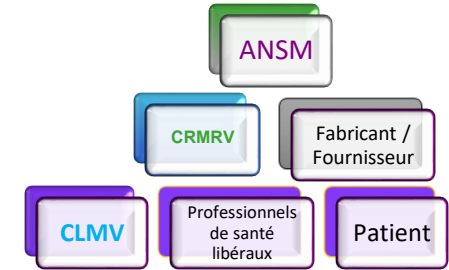 ANSM
CRMRV
Fabricant /
Fournisseur
CLMV
Professionnels
de santé
libéraux
Patient